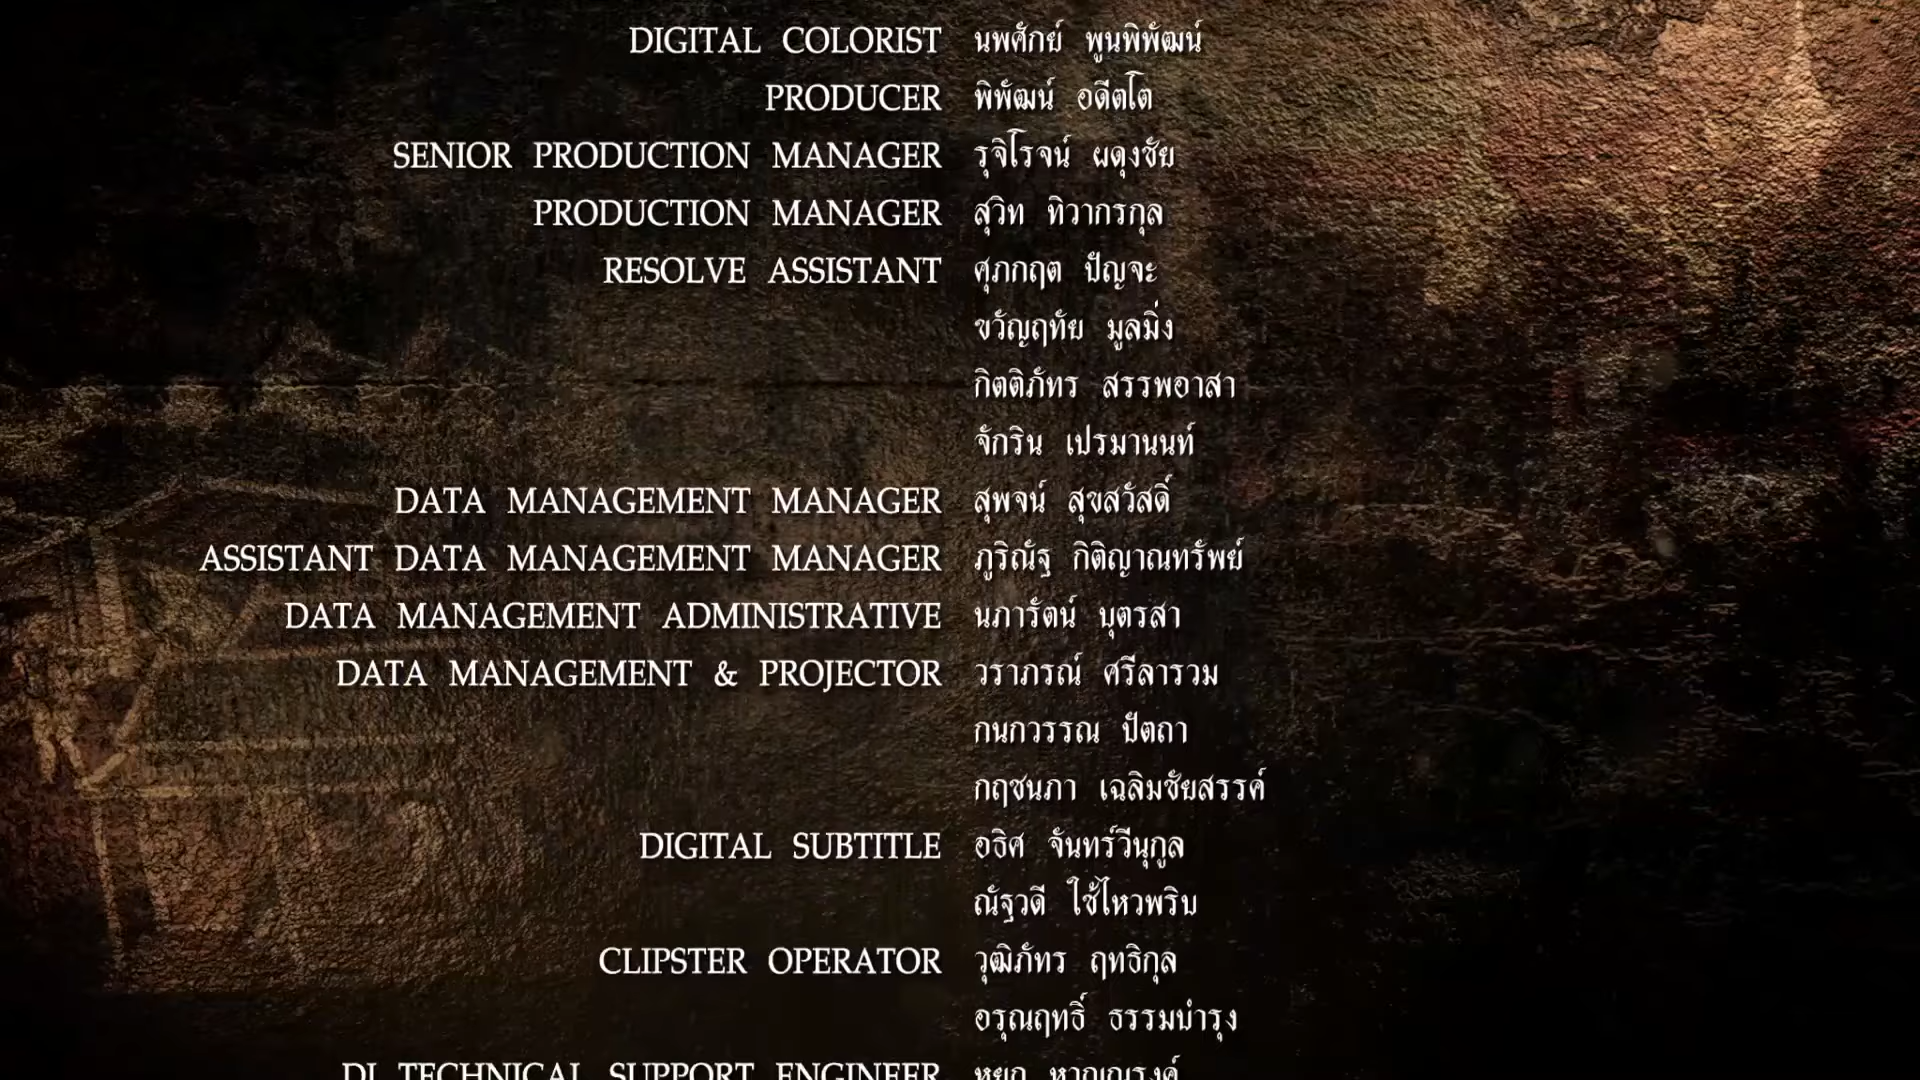 DIGITAL COLORIST นพศักย์ พูนพิพัฒน์
PRODUCER พิพัฒน์ อดีตโต
SENIOR PRODUCTION MANAGER รุจิโรจน์ ผดุงชัย
PRODUCTION MANAGER สุวิท ทิวากรกุล
RESOLVE ASSISTANT ศุภกฤต ปัญจะ
ขวัญฤทัย มูลมิ่ง
กิตติภัทร สรรพอาสา
จักริน เปรมานนท์
DATA MANAGEMENT MANAGER สุพจน์ สุขสวัสดิ์
ASSISTANT DATA MANAGEMENT MANAGER ภูริณัฐ กิติญาณทรัพย์
DATA MANAGEMENT ADMINISTRATIVE นภารัตน์ บุตรสา
DATA MANAGEMENT & PROJECTOR วราภรณ์ ศรีลารวม
กนกวรรณ ปัตถา
กฤชนภา เฉลิมชัยสรรค์
DIGITAL SUBTITLE อธิศ จันทร์วีนุกูล
ณัฐวดี ใช้ไหวพริบ
CLIPSTER OPERATOR วุฒิภัทร ฤทธิกุล
อรุณฤทธิ์ ธรรมบำรุง
DI TECHNICAL SUPPORT ENGINEER